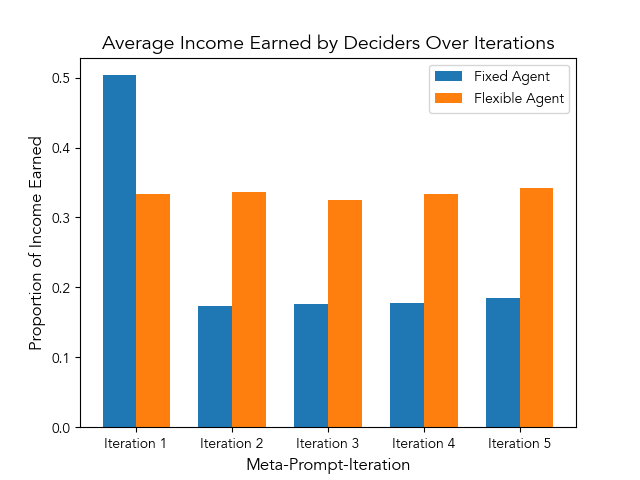 Average Income Earned by Deciders Over Iterations
Fixed Agent
Flexible Agent
Proportion of Income Earned
0.5
0.4
0.3
0.2
0.1
0.0
Iteration 1 Iteration 2 Iteration 3 Iteration 4 Iteration 5
Meta-Prompt-Iteration